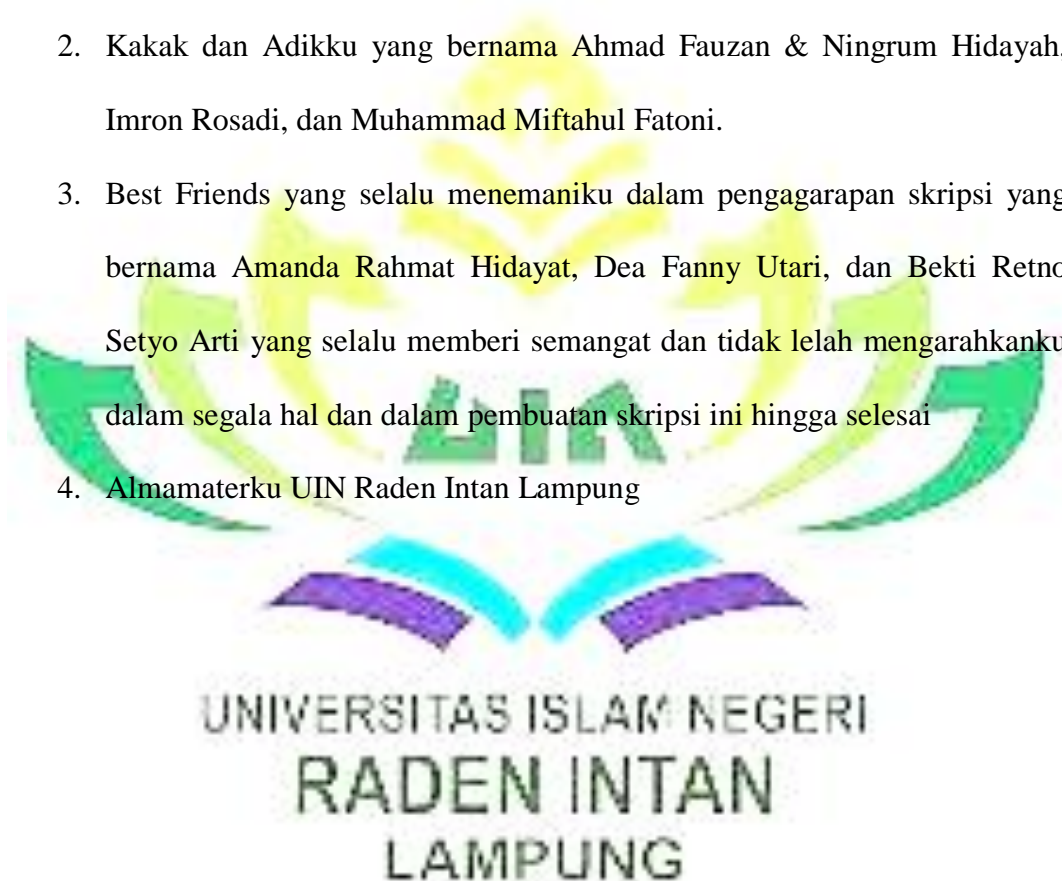 2. Kakak dan Adikku yang bernama Ahmad Fauzan & Ningrum Hidayah,
Imron Rosadi, dan Muhammad Miftahul Fatoni.
3. Best Friends yang selalu menemaniku dalam pengagarapan skripsi yang
bernama Amanda Rahmat Hidayat, Dea Fanny Utari, dan Bekti Retno
Setyo Arti yang selalu memberi semangat dan tidak lelah mengarahkanku
dalam segala hal dan dalam pembuatan skripsi ini hingga selesai
UIN
4. Almamaterku UIN Raden Intan Lampung
UNIVERSITAS ISLAM NEGERI
RADEN INTAN
LAMPUNG